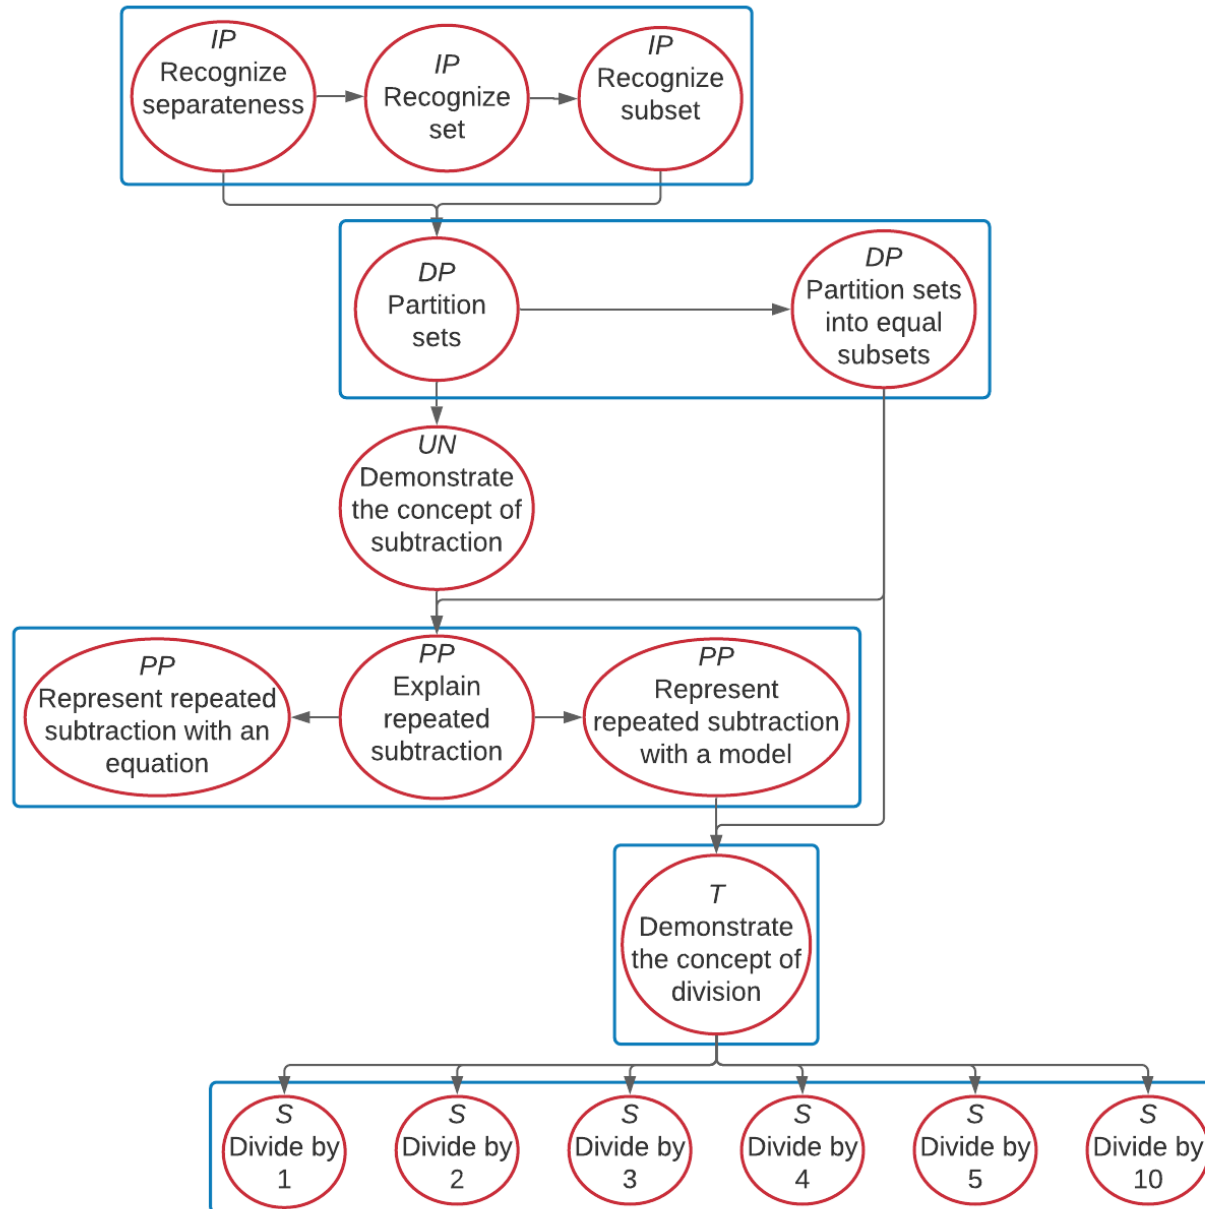 IP
Recognize
separateness
IP
Recognize
set
IP
Recognize
subset
DP
Partition
sets
DP
Partition sets
into equal
subsets
UN
Demonstrate
the concept of
subtraction
PP
Represent repeated
subtraction with an
equation
PP
Explain
repeated
subtraction
PP
Represent
repeated subtraction
with a model
T
Demonstrate
the concept of
division
S
Divide by
1
S
Divide by
2
S
Divide by
3
S
Divide by
4
S
Divide by
5
S
Divide by
10